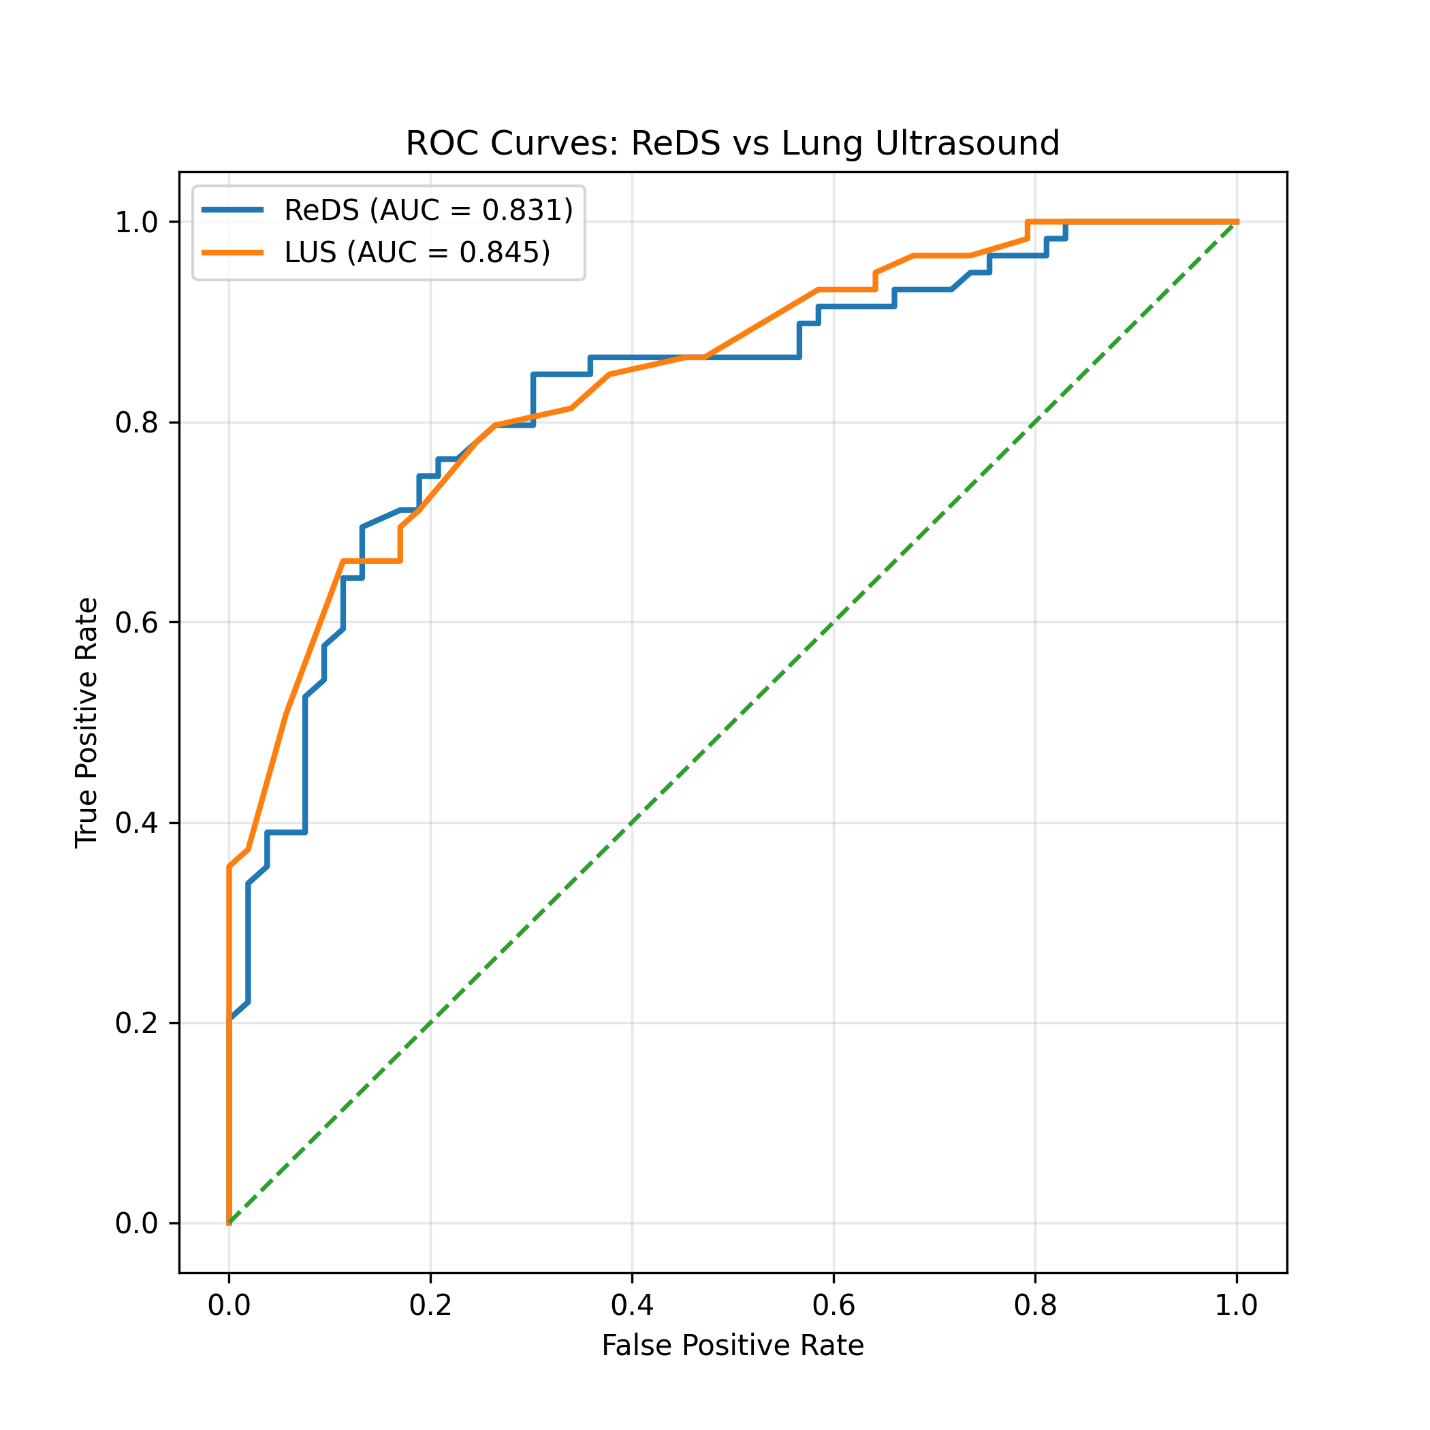 ROC Curves: ReDS vs Lung Ultrasound
ReDS (AUC = 0.831)
LUS (AUC = 0.845)
1.0
0.8
0.6
0.4
0.2
0.0
True Positive Rate
0.0 0.2 0.4 0.6 0.8 1.0
False Positive Rate